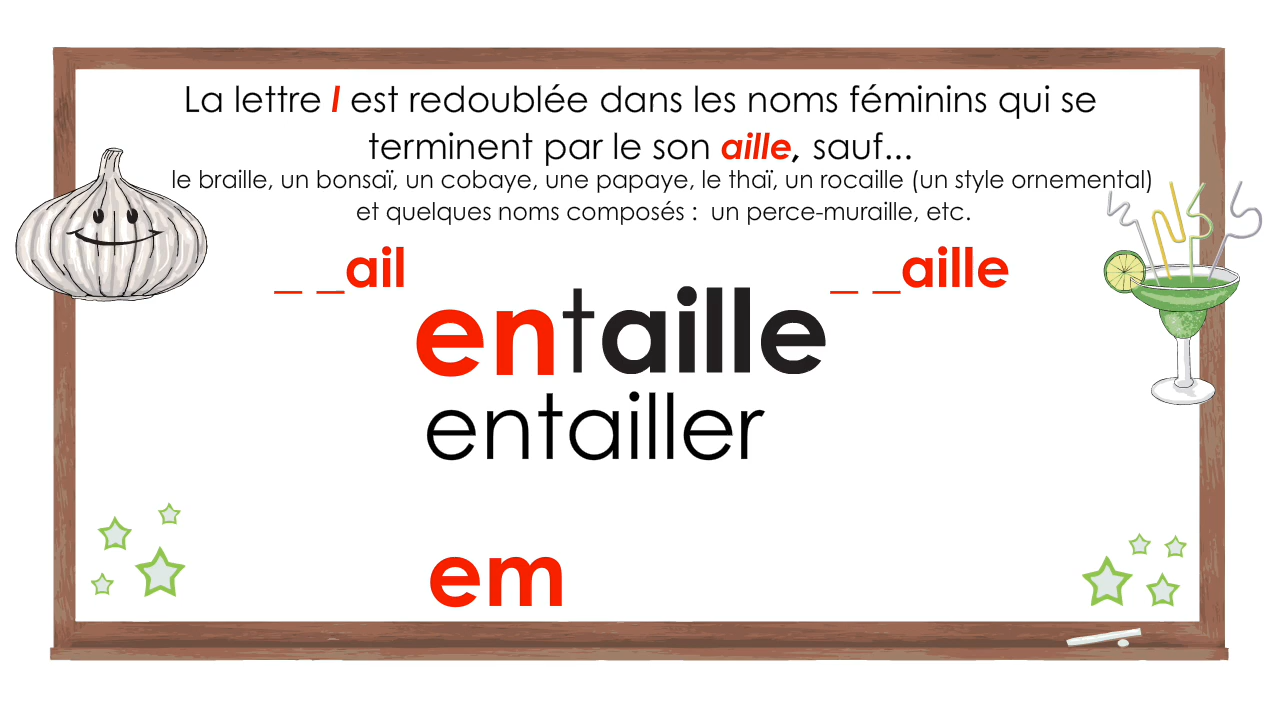 La lettre l est redoublée dans les noms féminins qui se
terminent par le son aille, sauf...
le braille, un bonsaï, un cobaye, une papaye, le thaï, un rocaille (un style ornemental)
et quelques noms composés : un perce-muraille, etc.
_ _ail _ _aille
entaille
entailler
em